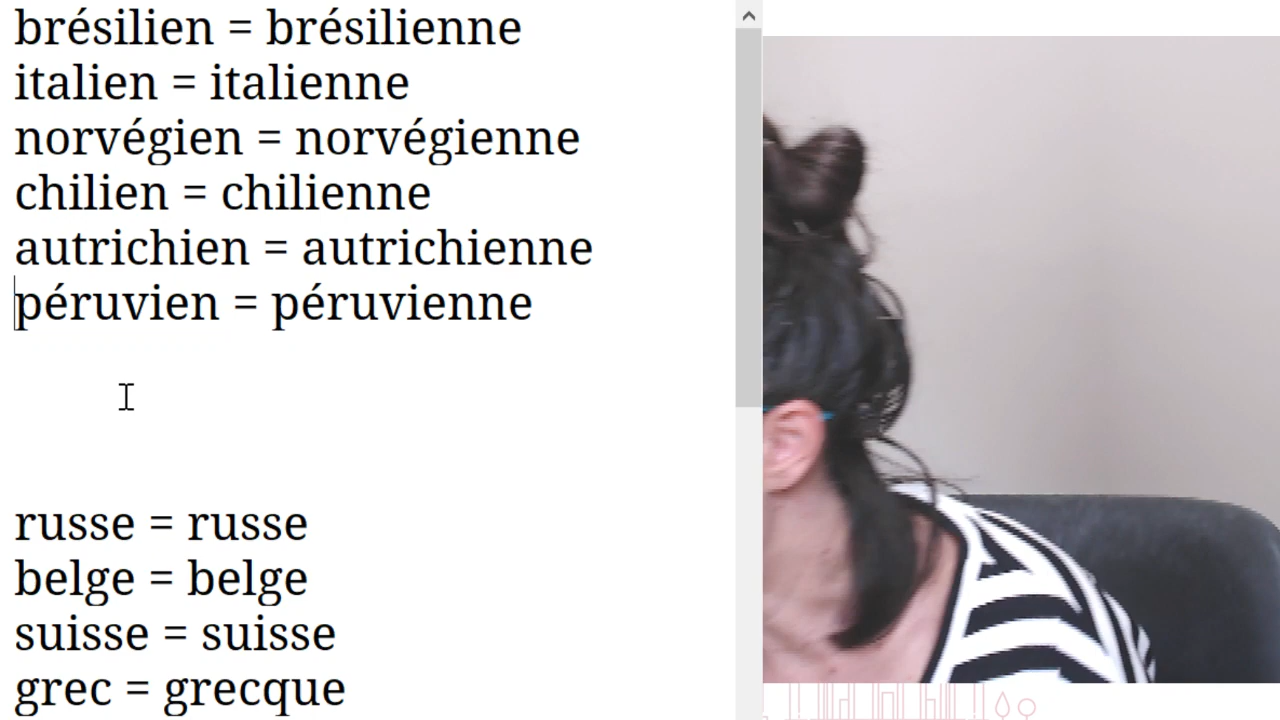 brésilien = brésilienne
italien = italienne
norvégien = norvégienne
chilien = chilienne
autrichien = autrichienne
péruvien = péruvienne
russe = russe
belge = belge
suisse = suisse
grec = grecque